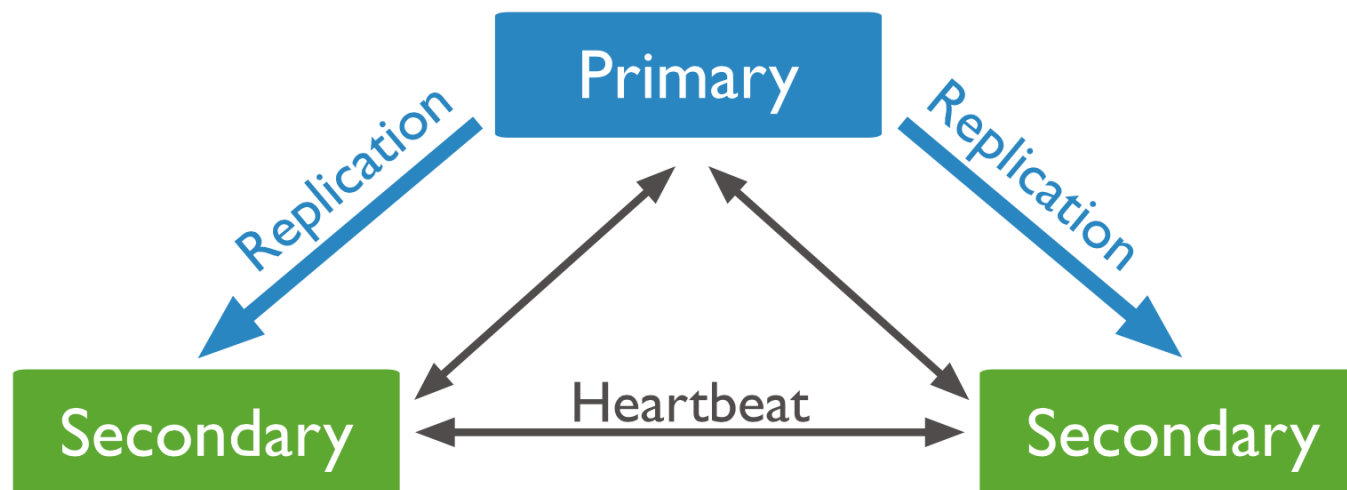 Primary
Replication
Replication
Heartbeat
Secondary
Secondary